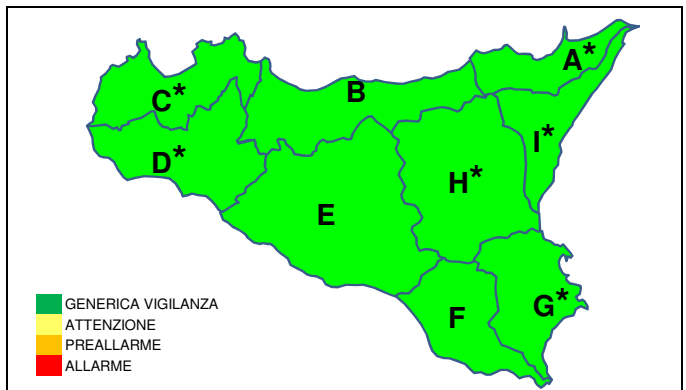 A*
B
C*
I*
D*
H*
E
G*
F
GENERICA VIGILANZA
ATTENZIONE
PREALLARME
ALLARME